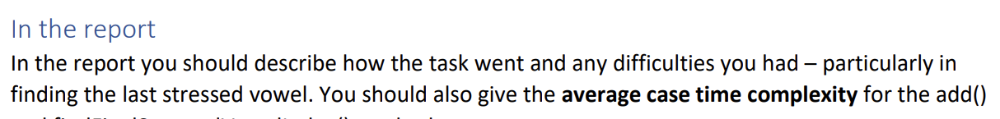 In the report
In the report you should describe how the task went and any difficulties you had – particularly in
finding the last stressed vowel. You should also give the average case time complexity for the add()